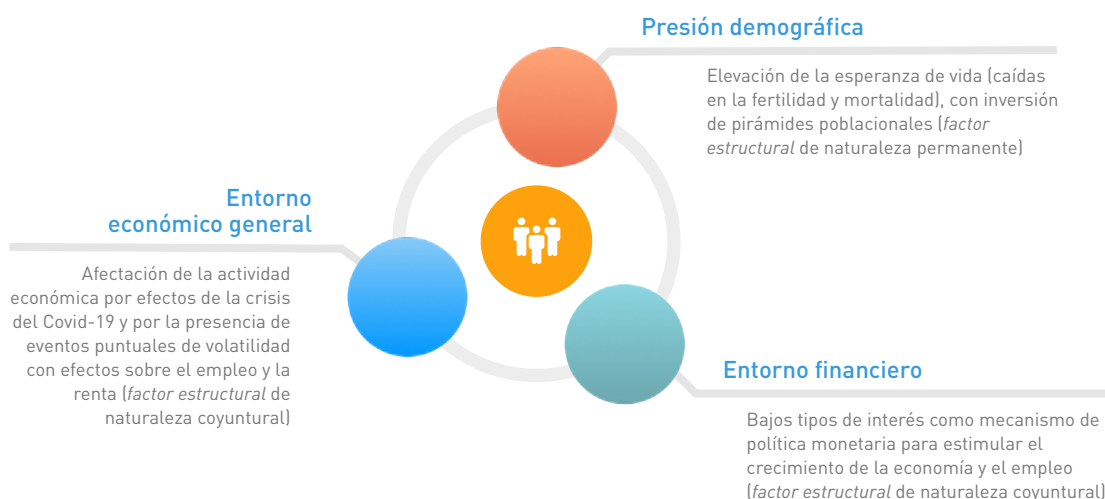 Presión demográfica
Elevación de la esperanza de vida (caídas
en la fertilidad y mortalidad), con inversión
de pirámides poblacionales (factor
estructural de naturaleza permanente)
Entorno
económico general
Afectación de la actividad
económica por efectos de la crisis
del Covid-19 y por la presencia de
eventos puntuales de volatilidad
con efectos sobre el empleo y la
renta (factor estructural de
naturaleza coyuntural)
Entorno financiero
Bajos tipos de interés como mecanismo de
política monetaria para estimular el
crecimiento de la economía y el empleo
(factor estructural de naturaleza coyuntural)